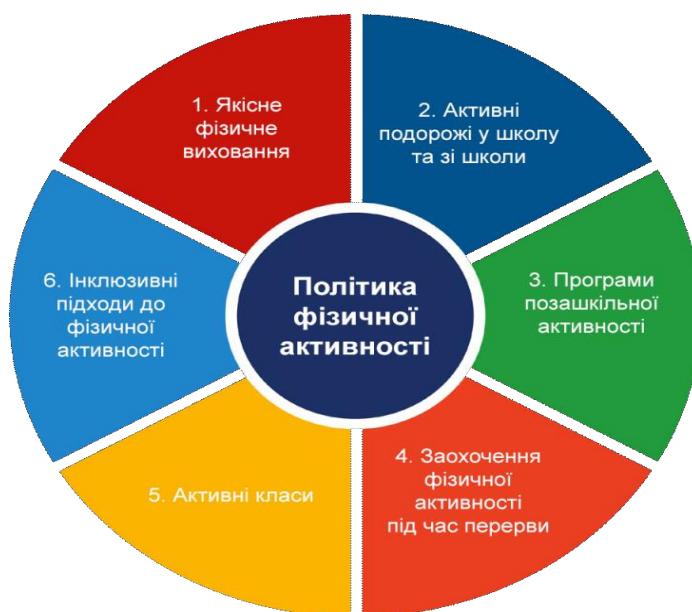 1. Якісне
фізичне
виховання
2. Активні
подорожі у школу
та зі школи
3. Програми
позашкільної
активності
4. Заохочення
фізичної
активності
під час перерви
5. Активні класи
6. Інклюзивні
підходи до
фізичної
активності
Політика
фізичної
активності